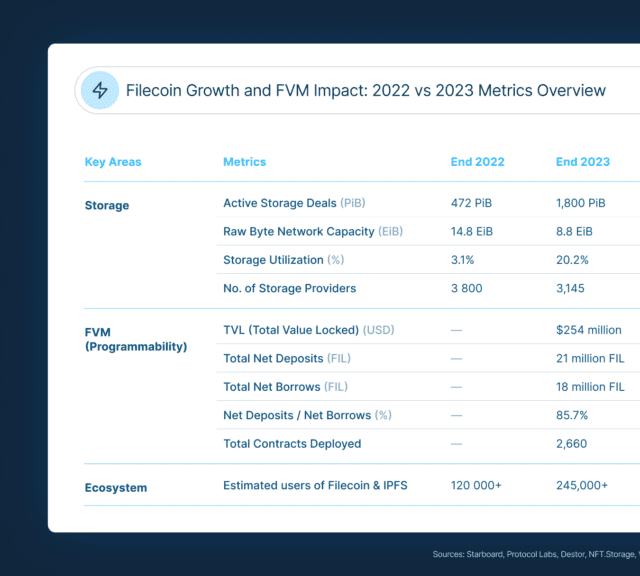 Filecoin Growth and FVM Impact: 2022 vs 2023 Metrics Overview
Key Areas Metrics End 2022 End 2023
Storage Active Storage Deals (PiB) 472 PiB 1,800 PiB
Raw Byte Network Capacity (EiB) 14.8 EiB 8.8 EiB
Storage Utilization (%) 3.1% 20.2%
No. of Storage Providers 3 800 3,145
FVM
(Programmability) TVL (Total Value Locked) (USD) — $254 million
Total Net Deposits (FIL) — 21 million FIL
Total Net Borrows (FIL) — 18 million FIL
Net Deposits / Net Borrows (%) — 85.7%
Total Contracts Deployed — 2,660
Ecosystem Estimated users of Filecoin & IPFS 120 000+ 245,000+
Sources: Starboard, Protocol Labs, Destor, NFT.Storage,